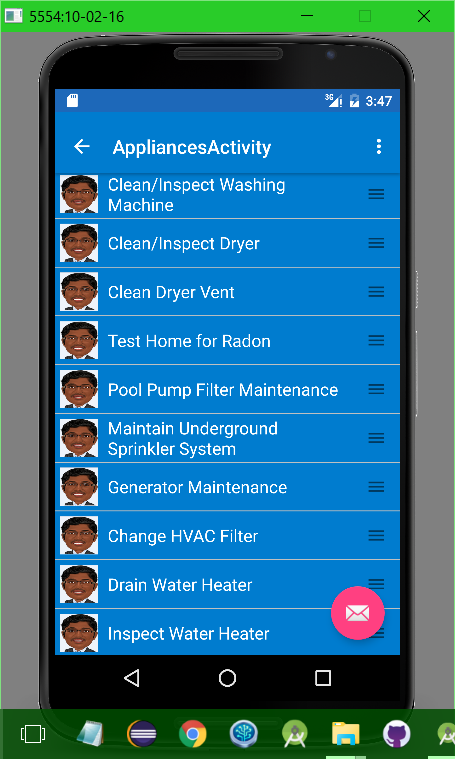 5554:10-02-16
3G 3:47
AppliancesActivity
Clean/Inspect Washing
Machine
Clean/Inspect Dryer
Clean Dryer Vent
Test Home for Radon
Pool Pump Filter Maintenance
Maintain Underground
Sprinkler System
Generator Maintenance
Change HVAC Filter
Drain Water Heater
Inspect Water Heater